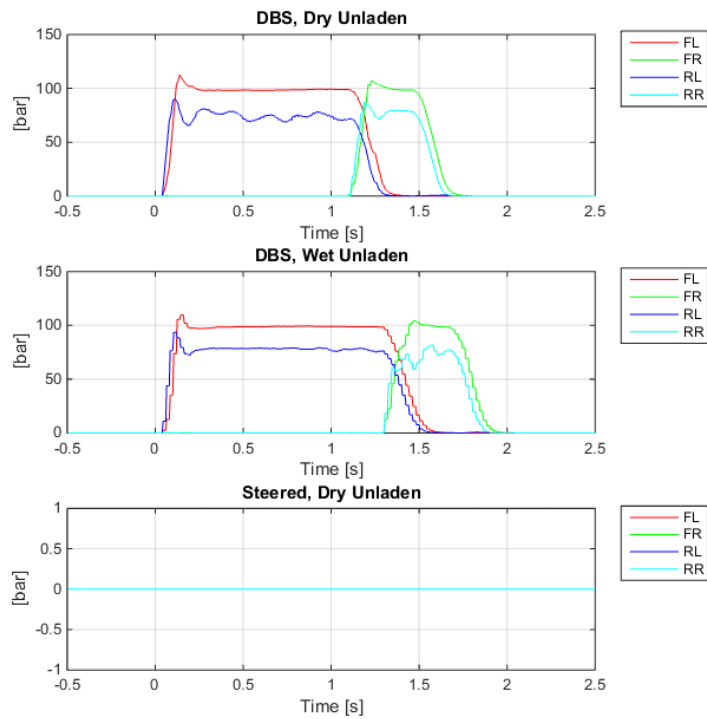 DBS, Dry Unladen
150
100
50
0
[bar]
-0.5 0 0.5 1 1.5 2 2.5
Time [s]
FL
FR
RL
RR
DBS, Wet Unladen
150
100
50
0
[bar]
-0.5 0 0.5 1 1.5 2 2.5
Time [s]
FL
FR
RL
RR
Steered, Dry Unladen
1
0.5
0
-0.5
-1
[bar]
-0.5 0 0.5 1 1.5 2 2.5
Time [s]
FL
FR
RL
RR